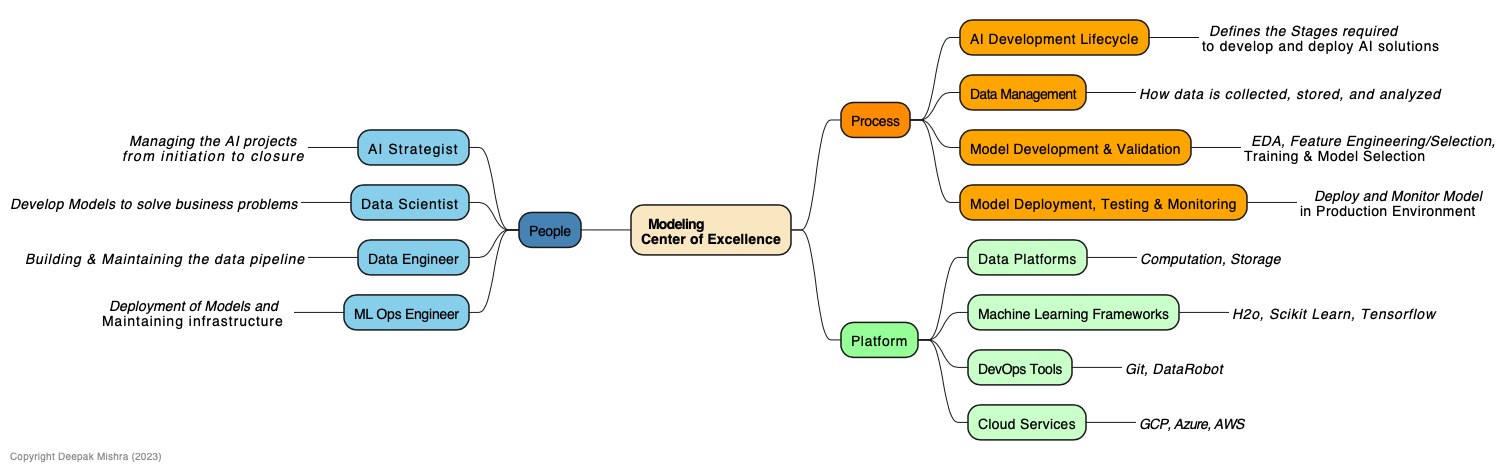 Modeling
Center of Excellence
People
AI Strategist
Managing the AI projects
from initiation to closure
Data Scientist
Develop Models to solve business problems
Data Engineer
Building & Maintaining the data pipeline
ML Ops Engineer
Deployment of Models and
Maintaining infrastructure
Process
AI Development Lifecycle
Defines the Stages required
to develop and deploy AI solutions
Data Management
How data is collected, stored, and analyzed
Model Development & Validation
EDA, Feature Engineering/Selection,
Training & Model Selection
Model Deployment, Testing & Monitoring
Deploy and Monitor Model
in Production Environment
Platform
Data Platforms
Computation, Storage
Machine Learning Frameworks
H2o, Scikit Learn, Tensorflow
DevOps Tools
Git, DataRobot
Cloud Services
GCP, Azure, AWS
Copyright Deepak Mishra (2023)